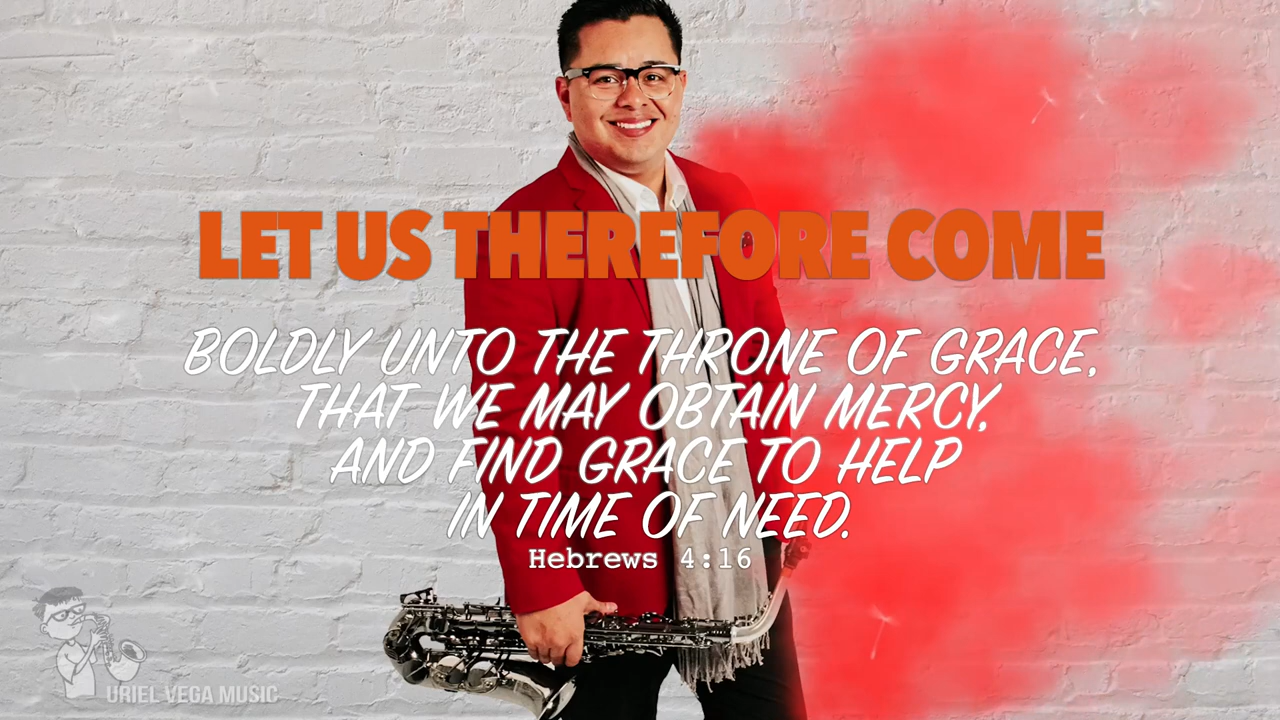 LET US THEREFORE COME
BOLDLY UNTO THE THRONE OF GRACE,
THAT WE MAY OBTAIN MERCY,
AND FIND GRACE TO HELP
IN TIME OF NEED.
Hebrews 4:16
URIEL VEGA MUSIC